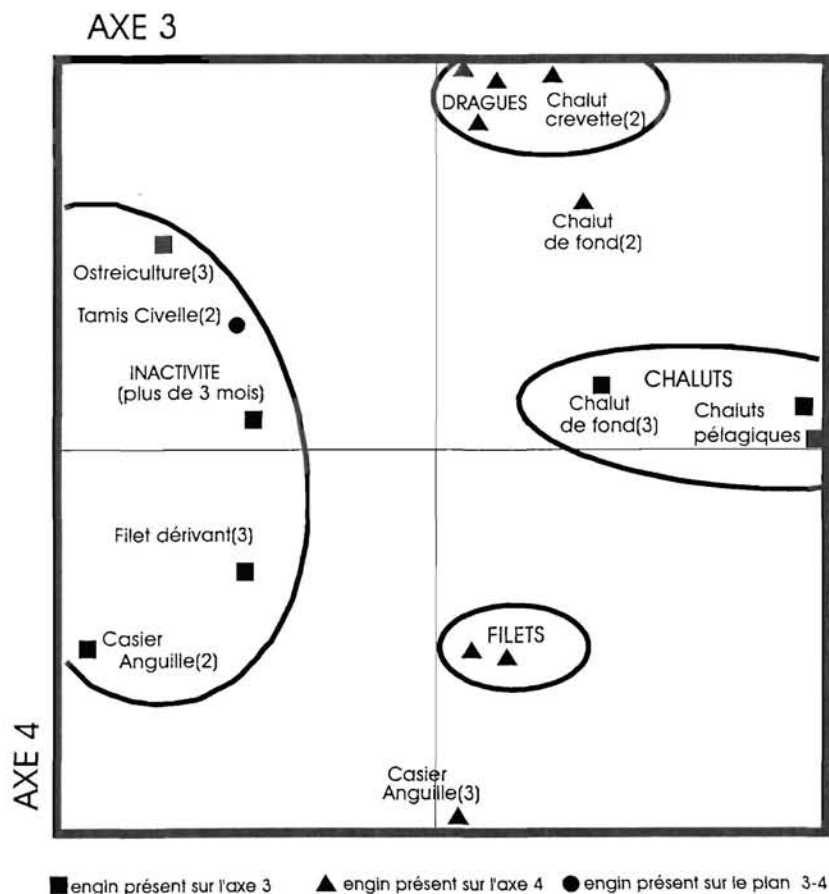 AXE 3
DRAGUES
Chalut
crevette(2)
Chalut
de fond(2)
Ostreiculture(3)
Tamis Civelle(2)
INACTIVITE
(plus de 3 mois)
CHALUTS
Chalut
de fond(3)
Chaluts
pélagiques
Filet dérivant(3)
Casier
Anguille(2)
FILETS
Casier
Anguille(3)
AXE 4
engin présent sur l'axe 3
engin présent sur l'axe 4
engin présent sur le plan 3-4